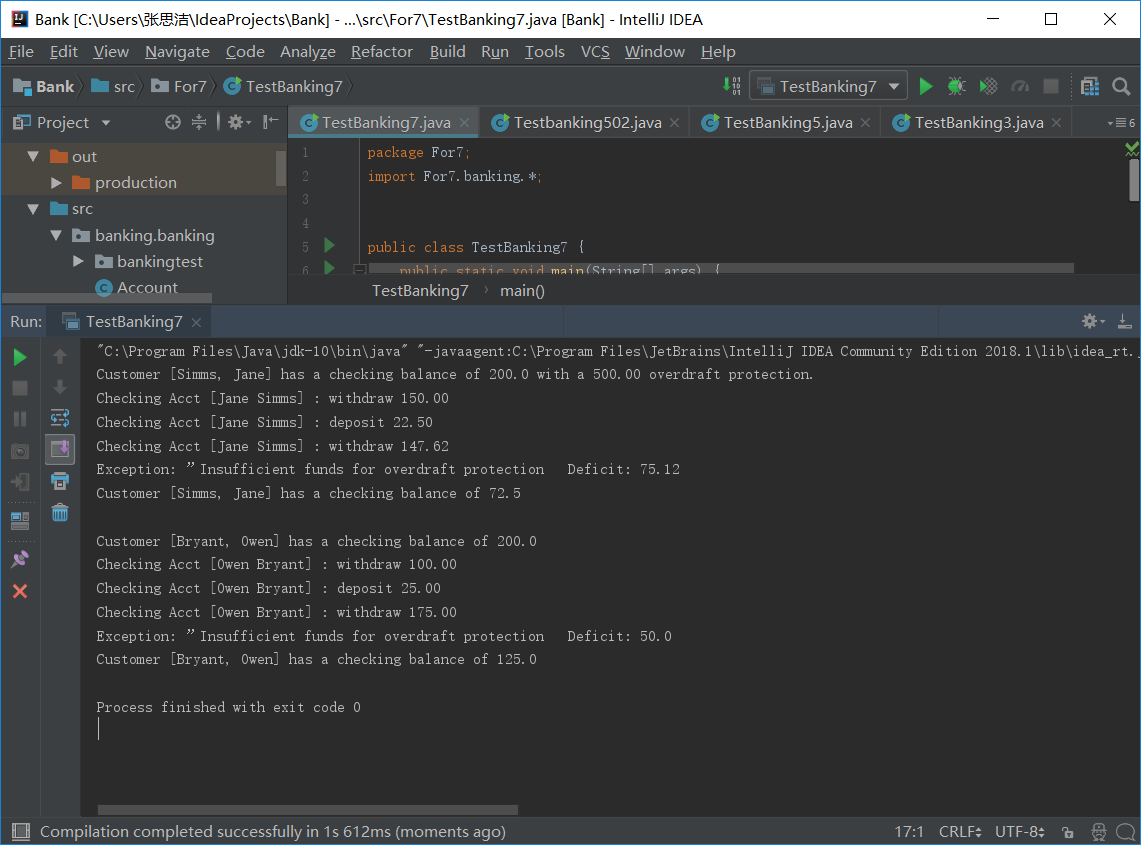 Bank [C:\Users\张思洁\IdeaProjects\Bank] - ...\src\For7\TestBanking7.java [Bank] - IntelliJ IDEA
File Edit View Navigate Code Analyze Refactor Build Run Tools VCS Window Help
Bank src For7 TestBanking7 TestBanking7
Project TestBanking7.java Testbanking502.java TestBanking5.java TestBanking3.java 6
out
production
src
banking.banking
bankingtest
Account
1 package For7;
2 import For7.banking.*;
3
4
5 public class TestBanking7 {
6 public static void main(String[] args) {
TestBanking7 main()
Run: TestBanking7
"C:\Program Files\Java\jdk-10\bin\java" "-javaagent:C:\Program Files\JetBrains\IntelliJ IDEA Community Edition 2018.1\lib\idea_rt.
Customer [Simms, Jane] has a checking balance of 200.0 with a 500.00 overdraft protection.
Checking Acct [Jane Simms] : withdraw 150.00
Checking Acct [Jane Simms] : deposit 22.50
Checking Acct [Jane Simms] : withdraw 147.62
Exception: ”Insufficient funds for overdraft protection   Deficit: 75.12
Customer [Simms, Jane] has a checking balance of 72.5
Customer [Bryant, Owen] has a checking balance of 200.0
Checking Acct [Owen Bryant] : withdraw 100.00
Checking Acct [Owen Bryant] : deposit 25.00
Checking Acct [Owen Bryant] : withdraw 175.00
Exception: ”Insufficient funds for overdraft protection   Deficit: 50.0
Customer [Bryant, Owen] has a checking balance of 125.0
Process finished with exit code 0
Compilation completed successfully in 1s 612ms (moments ago) 17:1 CRLF UTF-8